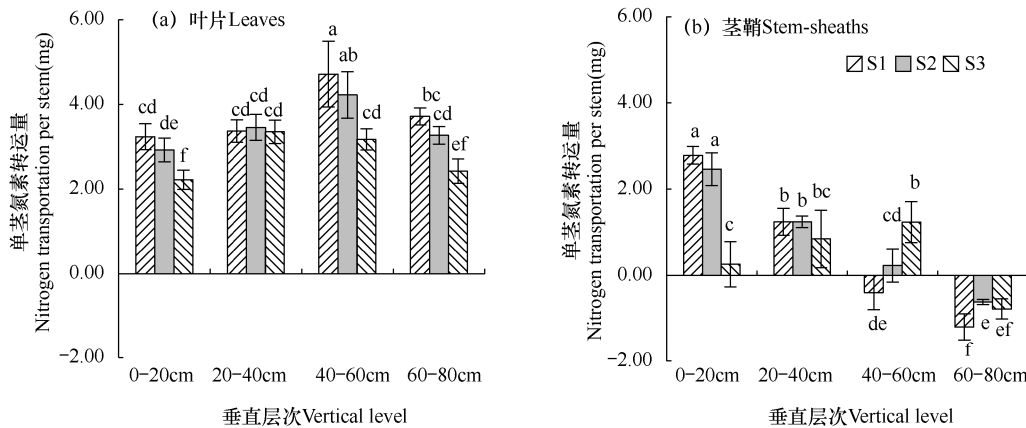 (a) 叶片Leaves
6.00
4.00
2.00
0.00
−2.00
单茎氮素转运量
Nitrogen transportation per stem(mg)
cd
de
f
cd
cd
cd
a
ab
cd
bc
cd
ef
0−20cm
20−40cm
40−60cm
60−80cm
垂直层次Vertical level
(b) 茎鞘Stem-sheaths
S1 S2 S3
6.00
4.00
2.00
0.00
−2.00
单茎氮素转运量
Nitrogen transportation per stem(mg)
a
a
c
b
b
bc
de
cd
b
f
e
ef
0−20cm
20−40cm
40−60cm
60−80cm
垂直层次Vertical level